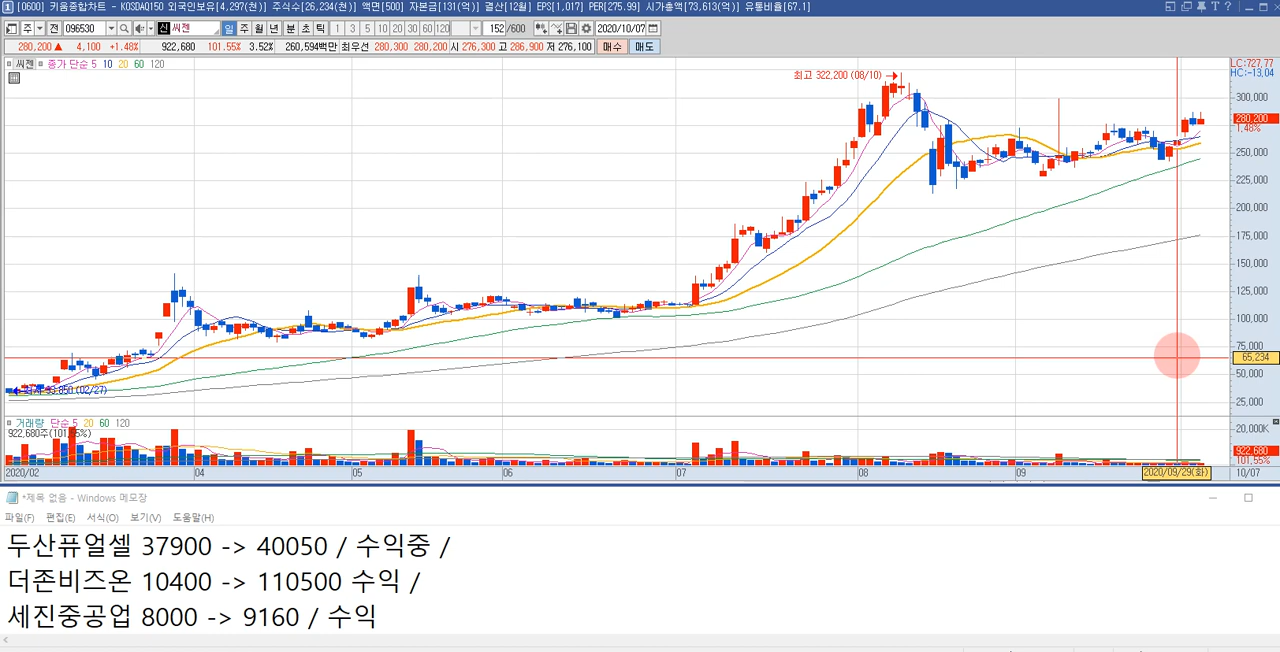 [0600] 키움종합차트 - KOSDAQ150 외국인보유[4,297(천)] 주식수[26,234(천)] 액면[500] 자본금[131(억)] 결산[12월] EPS[1,017] PER[275.99] 시가총액[73,613(억)] 유통비율[67.1]
주 전 096530 신 씨젠 일 주 월 년 분 초 틱 1 3 5 10 20 30 60 120 152 /600 2020/10/07
280,200 ▲ 4,100 +1.48% 922,680 101.55% 3.52% 260,594백만 최우선 280,300 280,200 시 276,300 고 286,900 저 276,100 매수 매도
씨젠 종가 단순 5 10 20 60 120
LC:727.77
HC:-13.04
최고 322,200 (08/10)
300,000
280,200
1.48%
250,000
225,000
200,000
175,000
150,000
125,000
100,000
75,000
65,234
50,000
(02/27)
25,000
거래량 단순 5 20 60 120
922,680주(101.55%)
20,000K
922,680
101.55%
2020/02 04 05 06 07 08 09 2020/09/29(화) 10/07
*제목 없음 - Windows 메모장
파일(F) 편집(E) 서식(O) 보기(V) 도움말(H)
두산퓨얼셀 37900 -> 40050 / 수익중 /
더존비즈온 10400 -> 110500 수익 /
세진중공업 8000 -> 9160 / 수익